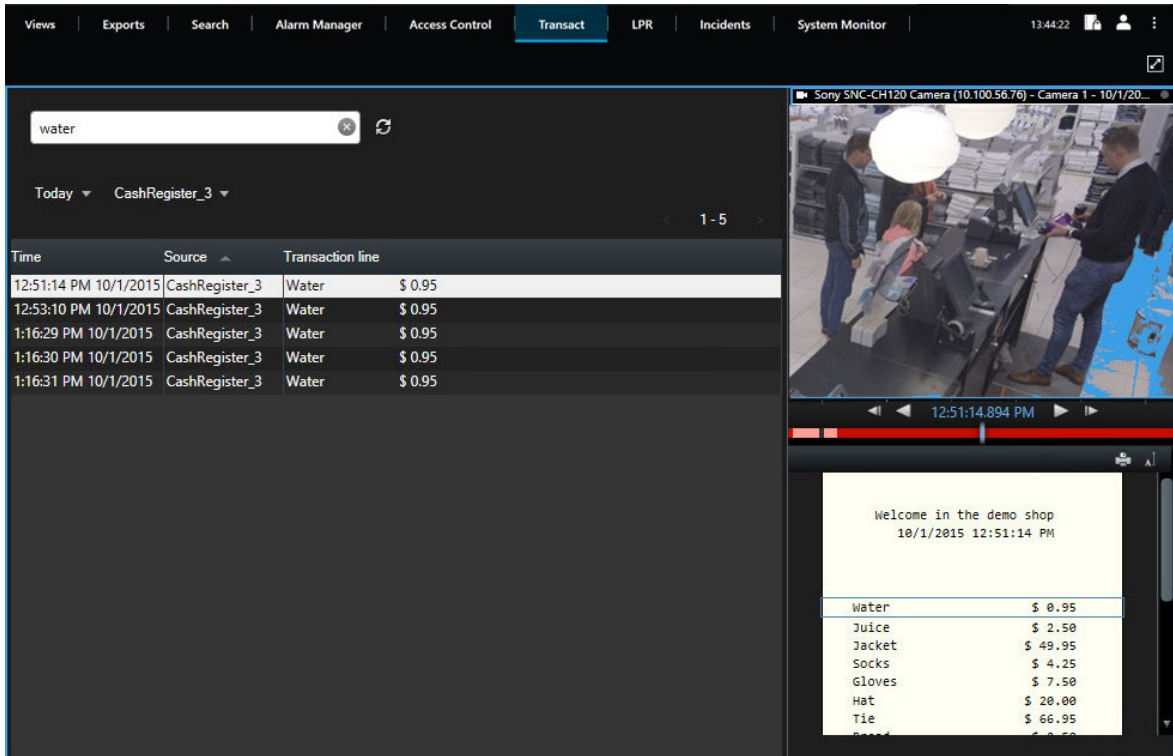 Views Exports Search Alarm Manager Access Control Transact LPR Incidents System Monitor 13:44:22
Sony SNC-CH120 Camera (10.100.56.76) - Camera 1 - 10/1/20...
water
Today CashRegister_3
< 1 - 5 >
Time Source Transaction line
12:51:14 PM 10/1/2015 CashRegister_3 Water $ 0.95
12:53:10 PM 10/1/2015 CashRegister_3 Water $ 0.95
1:16:29 PM 10/1/2015 CashRegister_3 Water $ 0.95
1:16:30 PM 10/1/2015 CashRegister_3 Water $ 0.95
1:16:31 PM 10/1/2015 CashRegister_3 Water $ 0.95
12:51:14.894 PM
A
Welcome in the demo shop
10/1/2015 12:51:14 PM
Water $ 0.95
Juice $ 2.50
Jacket $ 49.95
Socks $ 4.25
Gloves $ 7.50
Hat $ 20.00
Tie $ 66.95